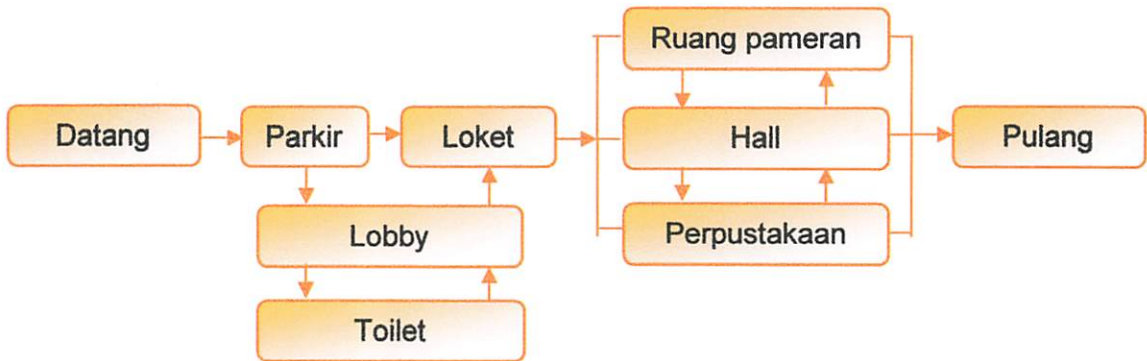 Ruang pameran
Datang
Parkir
Loket
Hall
Pulang
Lobby
Perpustakaan
Toilet